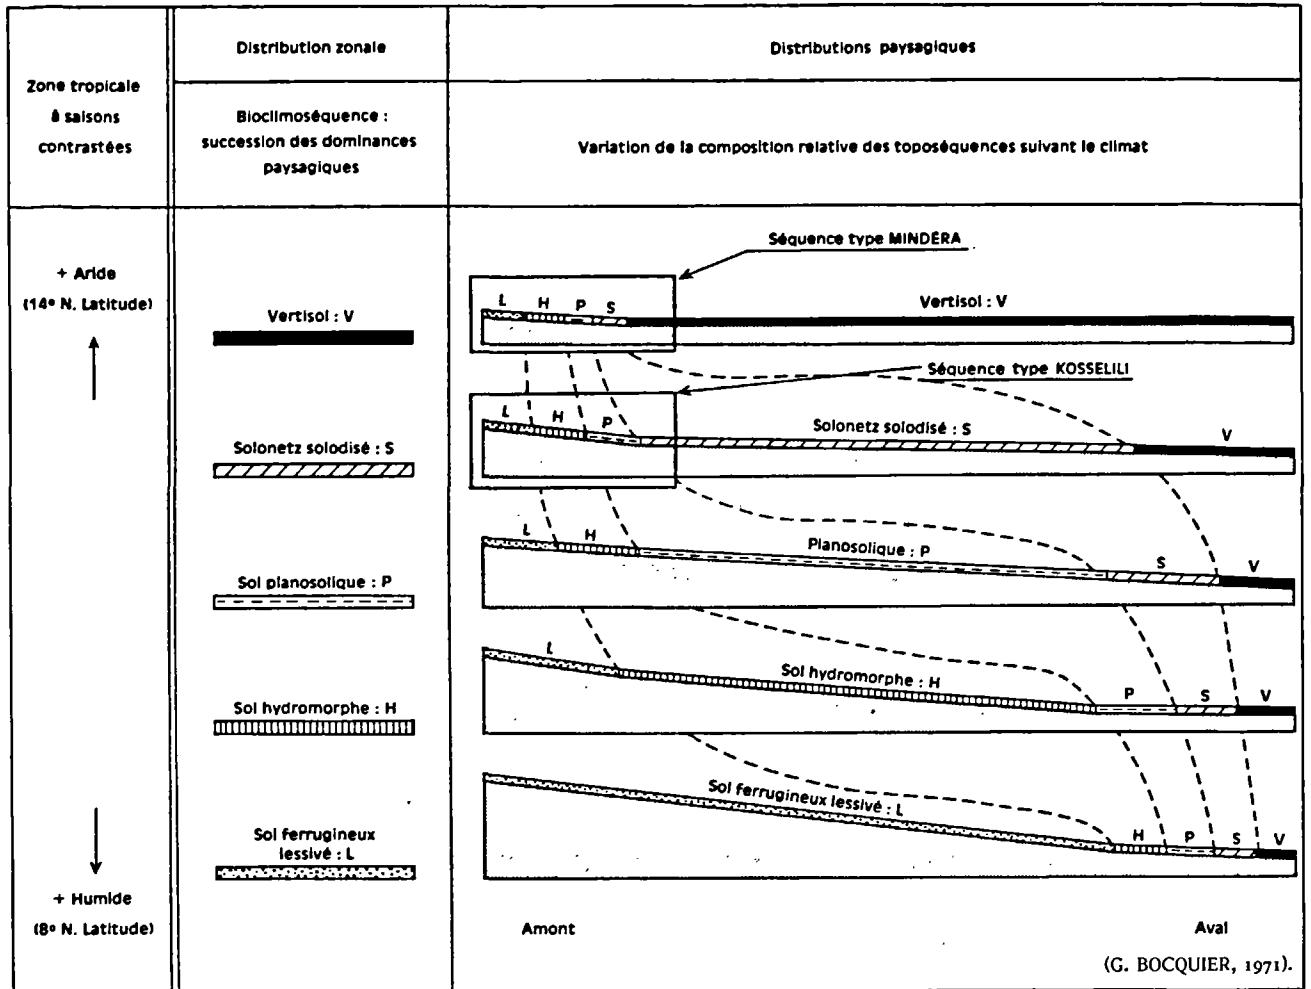 Zone tropicale
à saisons
contrastées
Distribution zonale
Bioclimoséquence :
succession des dominances
paysagiques
Distributions paysagiques
Variation de la composition relative des toposéquences suivant le climat
+ Aride
(14º N. Latitude)
+ Humide
(8º N. Latitude)
Vertisol : V
Solonetz solodisé : S
Sol planosolique : P
Sol hydromorphe : H
Sol ferrugineux
lessivé : L
Séquence type MINDERA
L H P S
Vertisol : V
Séquence type KOSSELILI
L H P
Solonetz solodisé : S
V
L H
Planosolique : P
S V
L
Sol hydromorphe : H
P S V
Sol ferrugineux lessivé : L
H P S V
Amont
Aval
(G. BOCQUIER, 1971).